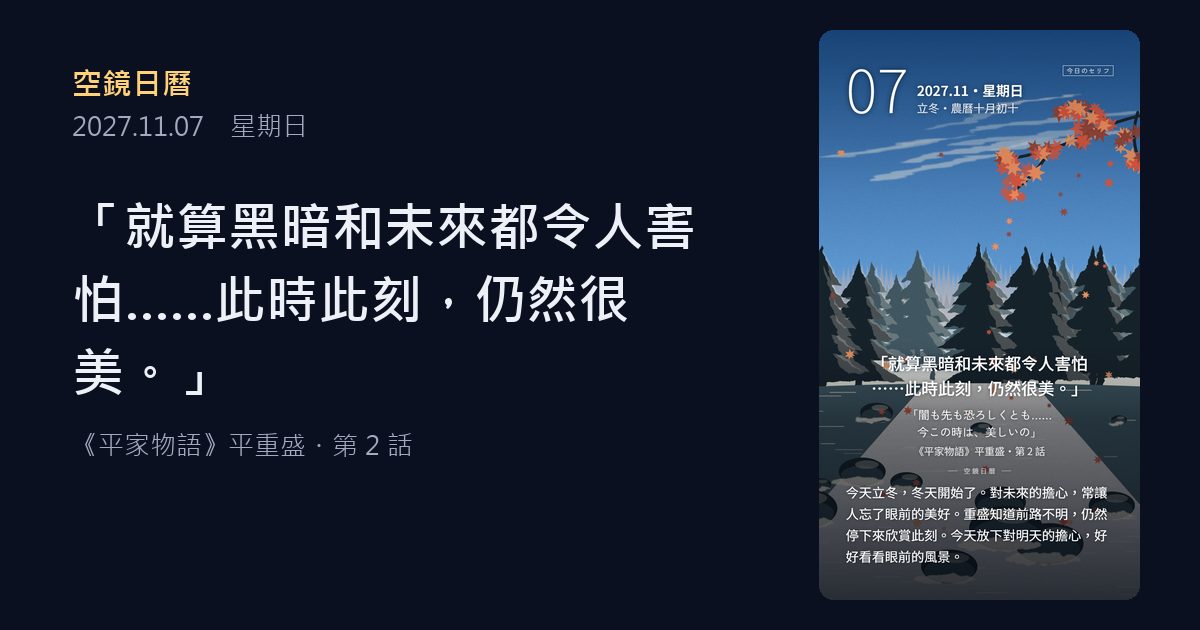 空鏡日曆
2027.11.07 星期日
「就算黑暗和未來都令人害
怕……此時此刻，仍然很
美。」
《平家物語》平重盛・第 2 話
今日のセリフ
07
2027.11・星期日
立冬・農曆十月初十
「就算黑暗和未來都令人害怕
……此時此刻，仍然很美。」
「闇も先も恐ろしくとも……
今この時は、美しいの」
《平家物語》平重盛・第 2 話
— 空鏡日曆 —
今天立冬，冬天開始了。對未來的擔心，常讓
人忘了眼前的美好。重盛知道前路不明，仍然
停下來欣賞此刻。今天放下對明天的擔心，好
好看看眼前的風景。